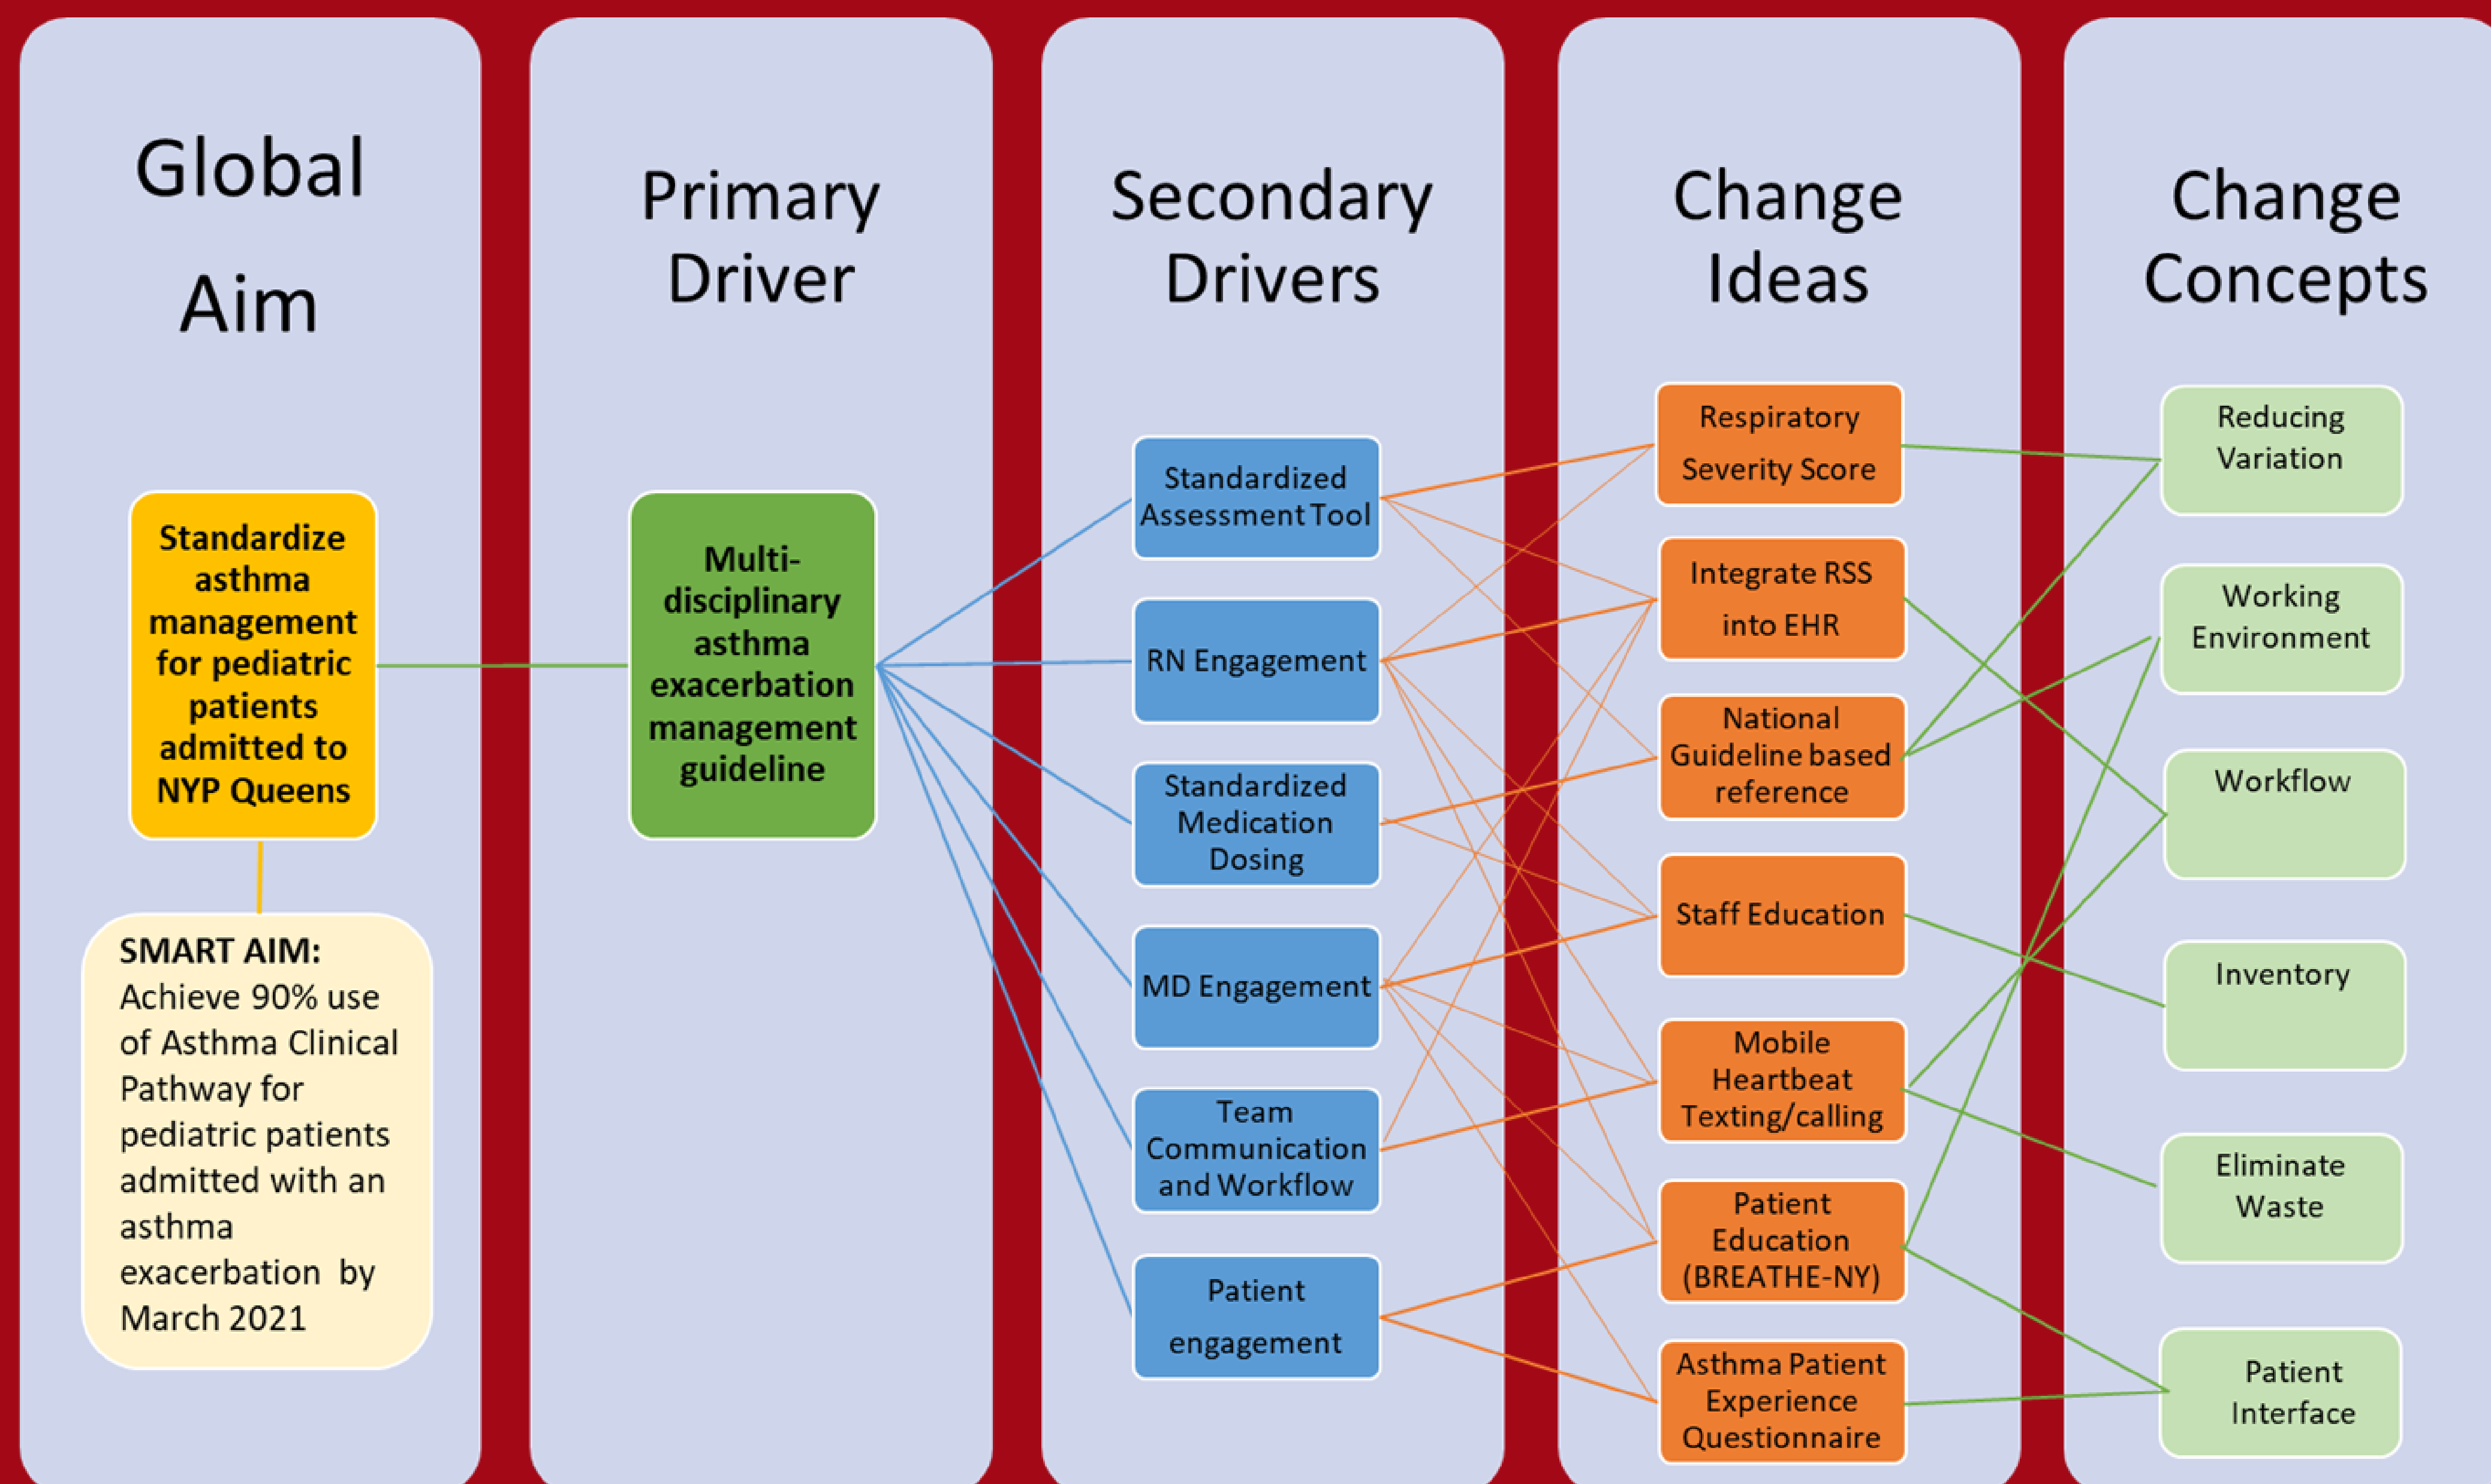 Global
Aim
Standardize
asthma
management
for pediatric
patients
admitted to
NYP Queens
SMART AIM:
Achieve 90% use
of Asthma Clinical
Pathway for
pediatric patients
admitted with an
asthma
exacerbation by
March 2021
Primary
Driver
Multi-
disciplinary
asthma
exacerbation
management
guideline
Secondary
Drivers
Standardized
Assessment Tool
RN Engagement
Standardized
Medication
Dosing
MD Engagement
Team
Communication
and Workflow
Patient
engagement
Change
Ideas
Respiratory
Severity Score
Integrate RSS
into EHR
National
Guideline based
reference
Staff Education
Mobile
Heartbeat
Texting/calling
Patient
Education
(BREATHE-NY)
Asthma Patient
Experience
Questionnaire
Change
Concepts
Reducing
Variation
Working
Environment
Workflow
Inventory
Eliminate
Waste
Patient
Interface